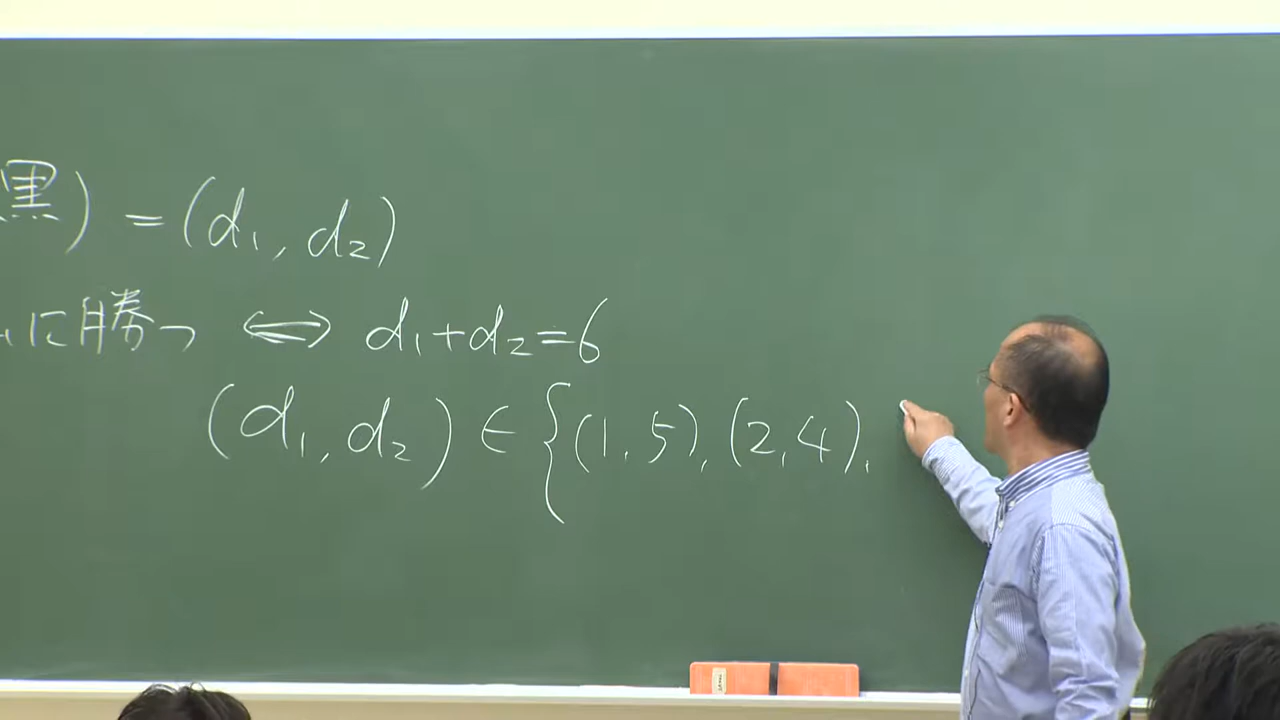 黒) = (d₁, d₂)
に勝つ ⟺ d₁+d₂=6
(d₁, d₂) ∈ {(1,5), (2,4),